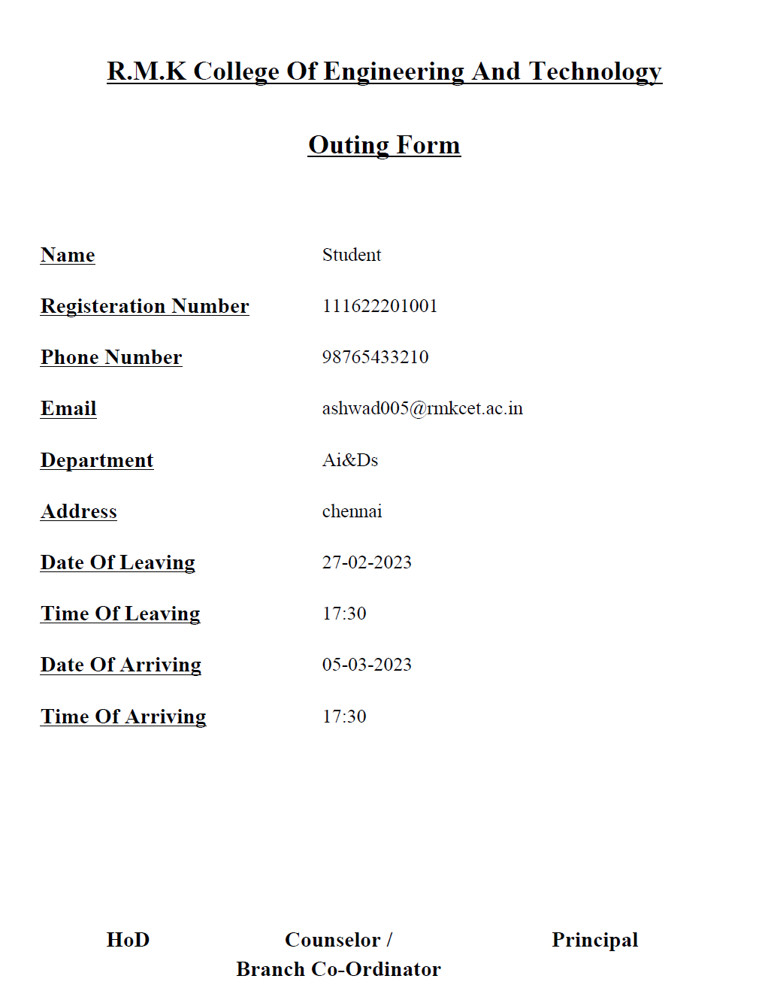 R.M.K College Of Engineering And Technology
Outing Form
Name Student
Registeration Number 111622201001
Phone Number 98765433210
Email ashwad005@rmkcet.ac.in
Department Ai&Ds
Address chennai
Date Of Leaving 27-02-2023
Time Of Leaving 17:30
Date Of Arriving 05-03-2023
Time Of Arriving 17:30
HoD Counselor / Principal
Branch Co-Ordinator